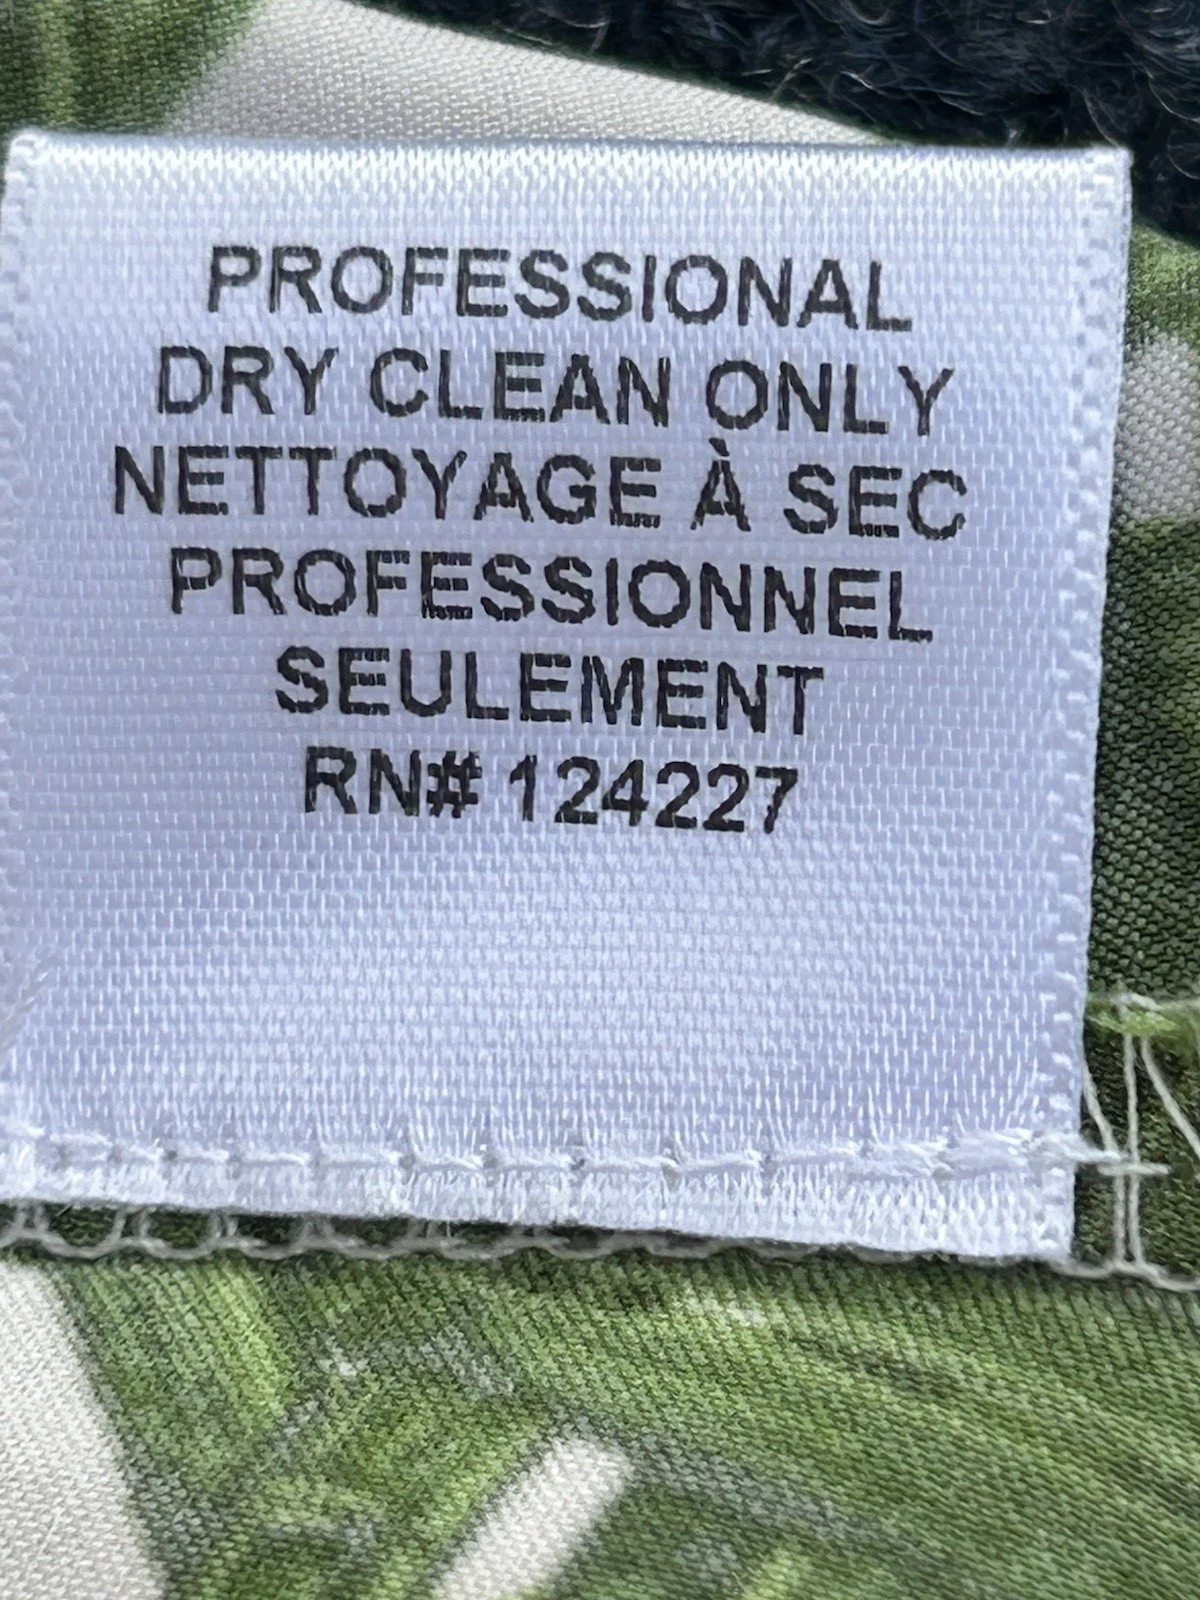 PROFESSIONAL
DRY CLEAN ONLY
NETTOYAGE À SEC
PROFESSIONNEL
SEULEMENT
RN# 124227